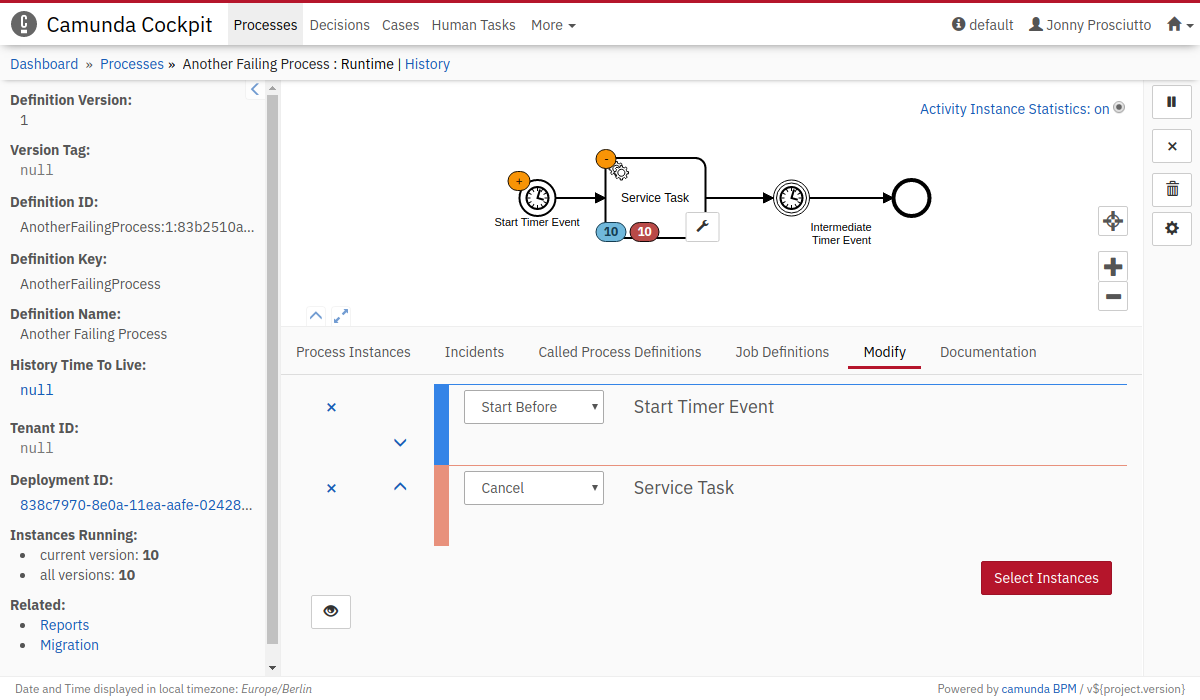 Camunda Cockpit Processes Decisions Cases Human Tasks More default Jonny Prosciutto
Dashboard » Processes » Another Failing Process : Runtime | History
Definition Version:
1
Version Tag:
null
Definition ID:
AnotherFailingProcess:1:83b2510a...
Definition Key:
AnotherFailingProcess
Definition Name:
Another Failing Process
History Time To Live:
null
Tenant ID:
null
Deployment ID:
838c7970-8e0a-11ea-aafe-02428...
Instances Running:
• current version: 10
• all versions: 10
Related:
• Reports
• Migration
Activity Instance Statistics: on
+
Start Timer Event
-
Service Task
10 10
Intermediate
Timer Event
Process Instances Incidents Called Process Definitions Job Definitions Modify Documentation
Start Before Start Timer Event
Cancel Service Task
Select Instances
Date and Time displayed in local timezone: Europe/Berlin
Powered by camunda BPM / v${project.version}